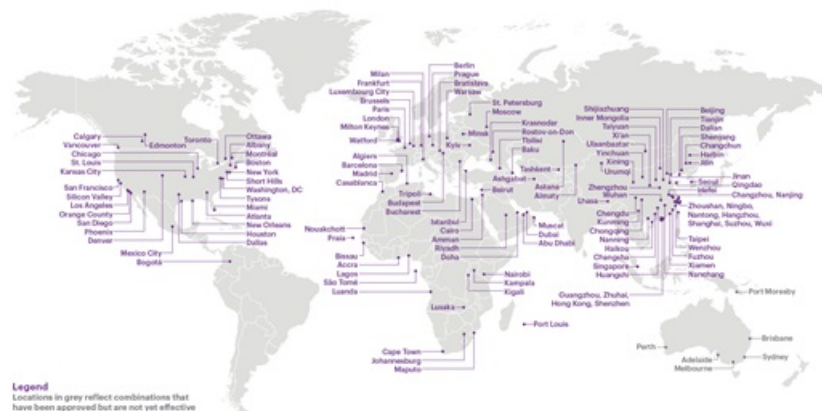 Calgary
Vancouver
Edmonton
Chicago
St. Louis
Kansas City
San Francisco
Silicon Valley
Los Angeles
Orange County
San Diego
Phoenix
Denver
Mexico City
Bogotá
Toronto
Ottawa
Albany
Montréal
Boston
New York
Short Hills
Washington, DC
Tysons
Miami
Atlanta
New Orleans
Houston
Dallas
Milan
Frankfurt
Luxembourg City
Brussels
Paris
London
Milton Keynes
Watford
Berlin
Prague
Bratislava
Warsaw
St. Petersburg
Moscow
Minsk
Kyiv
Krasnodar
Rostov-on-Don
Tbilisi
Baku
Tashkent
Ashgabat
Astana
Almaty
Algiers
Barcelona
Madrid
Casablanca
Tripoli
Budapest
Bucharest
Beirut
Istanbul
Cairo
Amman
Riyadh
Doha
Muscat
Dubai
Abu Dhabi
Nouakchott
Praia
Bissau
Accra
Lagos
São Tomé
Luanda
Nairobi
Kampala
Kigali
Lusaka
Port Louis
Cape Town
Johannesburg
Maputo
Shijiazhuang
Inner Mongolia
Taiyuan
Xi'an
Ulaanbaatar
Yinchuan
Xining
Urumqi
Zhengzhou
Wuhan
Lhasa
Chengdu
Kunming
Chongqing
Nanning
Haikou
Changsha
Singapore
Huangshi
Guangzhou, Zhuhai,
Hong Kong, Shenzhen
Beijing
Tianjin
Dalian
Shenyang
Changchun
Harbin
Jilin
Jinan
Seoul
Qingdao
Hefei
Changzhou, Nanjing
Zhoushan, Ningbo,
Nantong, Hangzhou,
Shanghai, Suzhou, Wuxi
Taipei
Wenzhou
Fuzhou
Xiamen
Nanchang
Port Moresby
Brisbane
Perth
Adelaide
Sydney
Melbourne
Legend
Locations in grey reflect combinations that
have been approved but are not yet effective